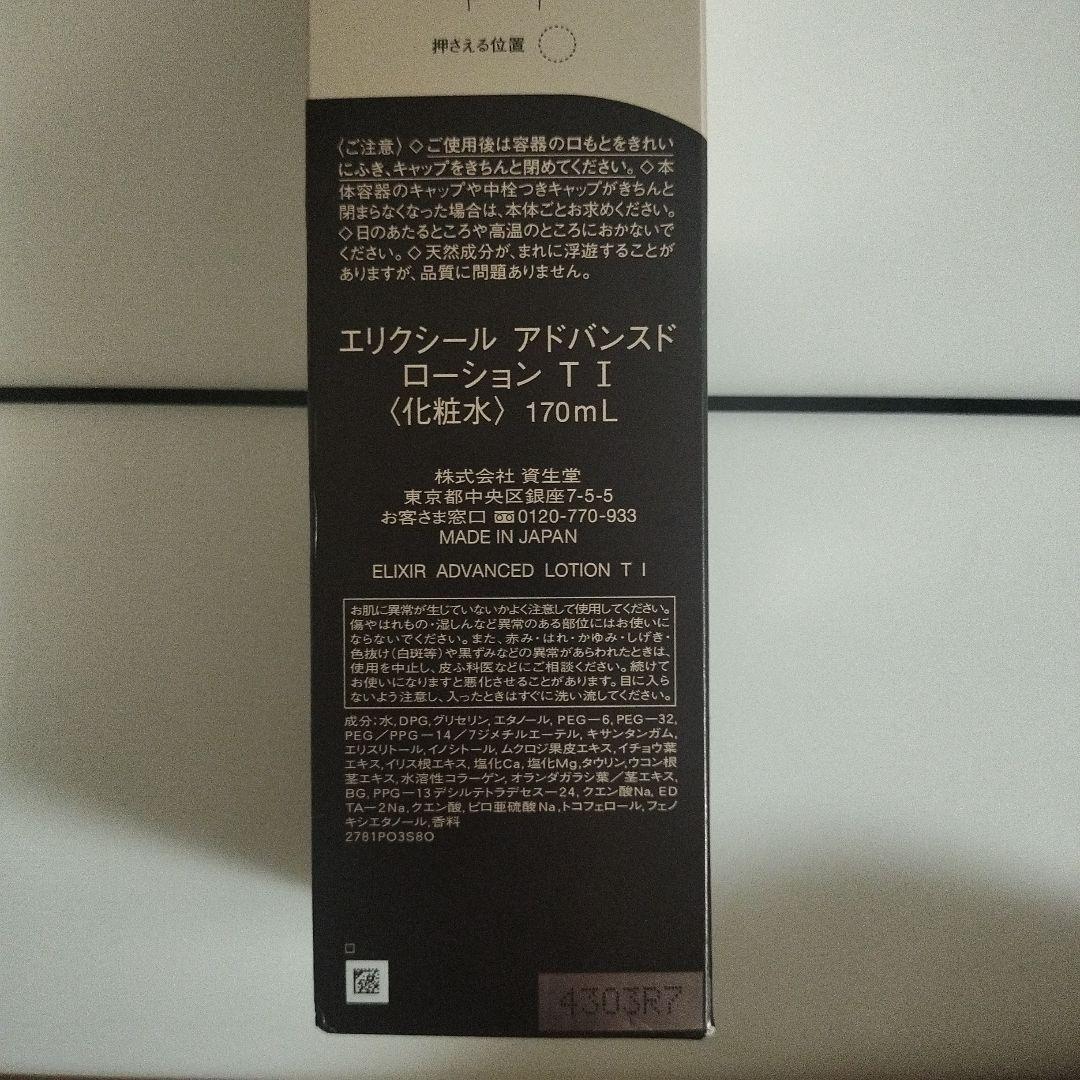 押さえる位置
〈ご注意〉◇ご使用後は容器の口もとをきれい
にふき、キャップをきちんと閉めてください。◇本
体容器のキャップや中栓つきキャップがきちんと
閉まらなくなった場合は、本体ごとお求めください。
◇日のあたるところや高温のところにおかないで
ください。◇天然成分が、まれに浮遊することが
ありますが、品質に問題ありません。
エリクシール アドバンスド
ローション T I
〈化粧水〉 170mL
株式会社 資生堂
東京都中央区銀座7-5-5
お客さま窓口 0120-770-933
MADE IN JAPAN
ELIXIR ADVANCED LOTION T I
お肌に異常が生じていないかよく注意して使用してください。
傷やはれもの・湿しんなど異常のある部位にはお使いに
ならないでください。また、赤み・はれ・かゆみ・しげき・
色抜け(白斑等)や黒ずみなどの異常があらわれたときは、
使用を中止し、皮ふ科医などにご相談ください。続けて
お使いになりますと悪化させることがあります。目に入ら
ないよう注意し、入ったときはすぐに洗い流してください。
成分:水,DPG,グリセリン,エタノール,PEG-6,PEG-32,
PEG/PPG-14/7ジメチルエーテル,キサンタンガム,
エリスリトール,イノシトール,ムクロジ果皮エキス,イチョウ葉
エキス,イリス根エキス,塩化Ca,塩化Mg,タウリン,ウコン根
茎エキス,水溶性コラーゲン,オランダガラシ葉/茎エキス,
BG,PPG-13デシルテトラデセス-24,クエン酸Na,ED
TA-2Na,クエン酸,ピロ亜硫酸Na,トコフェロール,フェノ
キシエタノール,香料
2781PO3S8O
4303R7